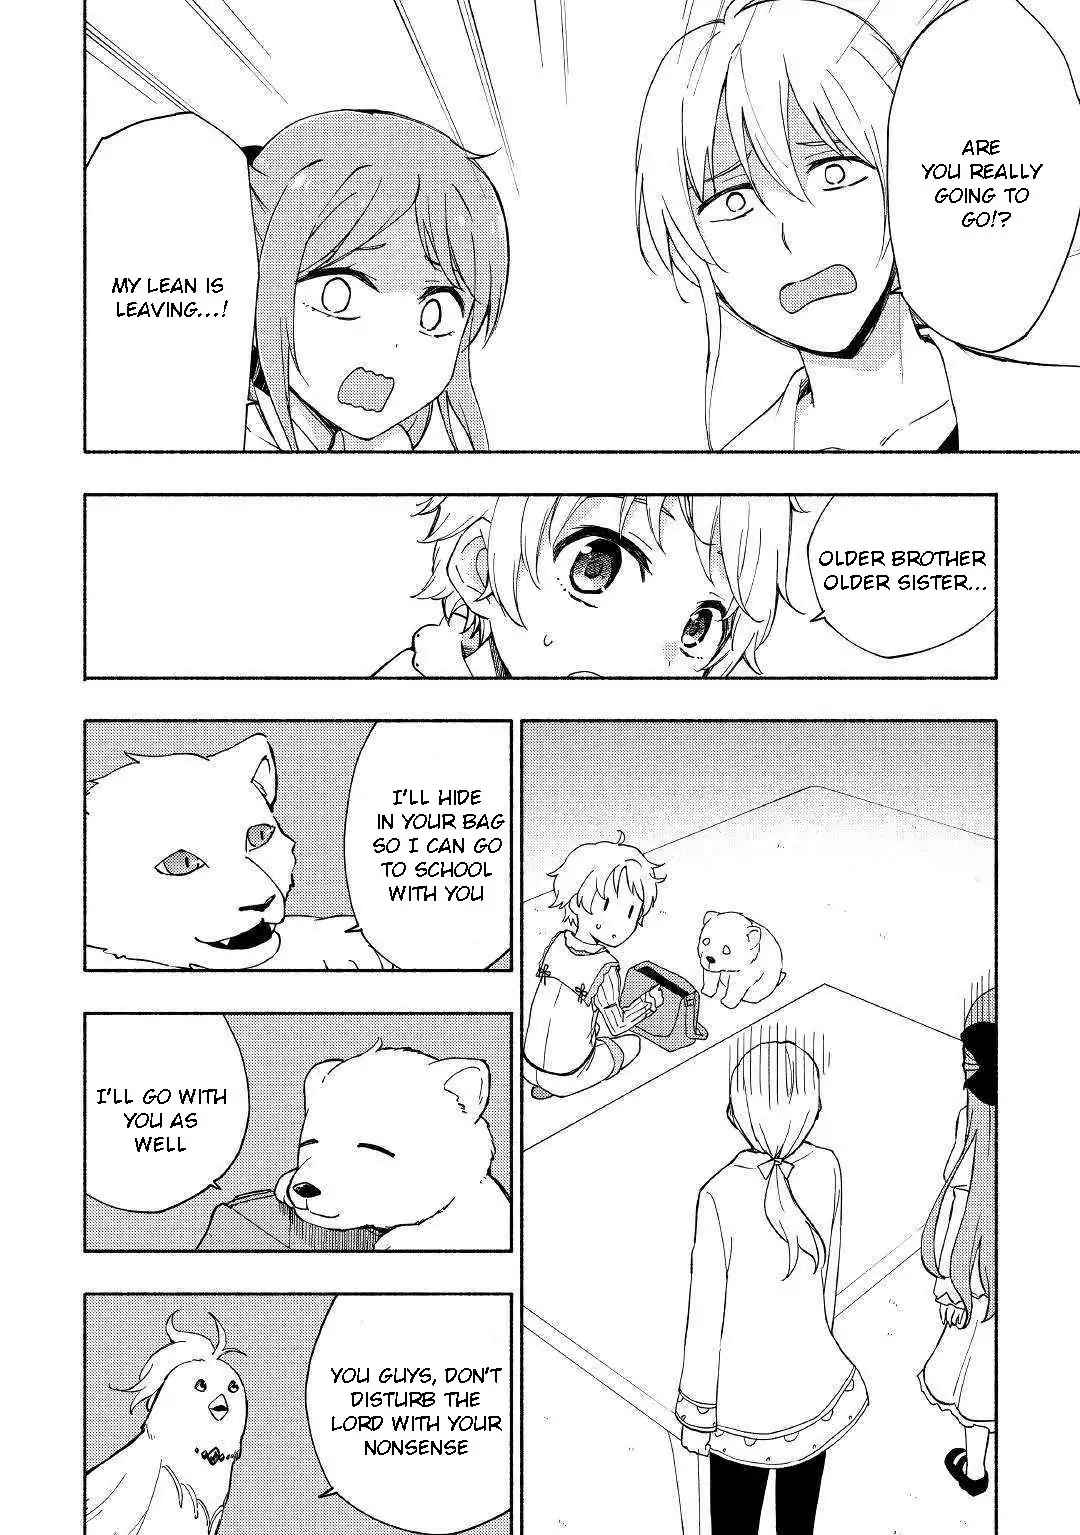 ARE
YOU REALLY
GOING TO
GO!?
MY LEAN IS
LEAVING...!
OLDER BROTHER
OLDER SISTER...
I'LL HIDE
IN YOUR BAG
SO I CAN GO
TO SCHOOL
WITH YOU
I'LL GO WITH
YOU AS
WELL
YOU GUYS, DON'T
DISTURB THE
LORD WITH YOUR
NONSENSE